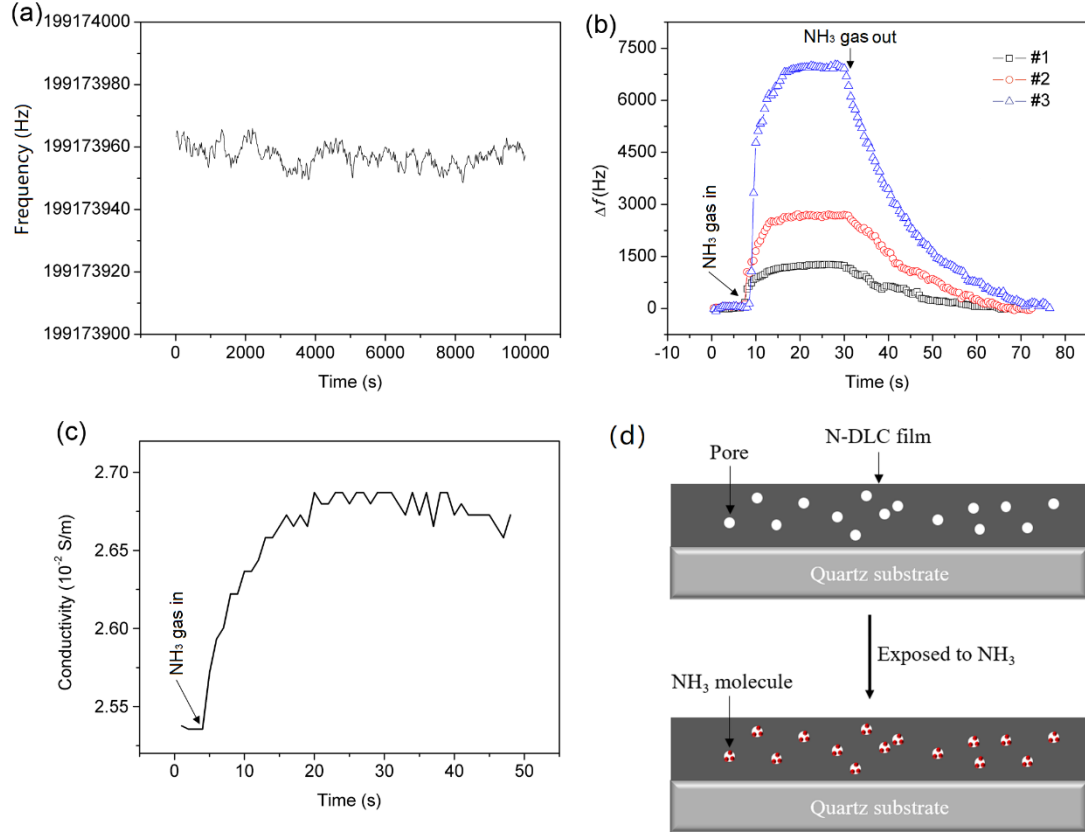 (a)
199174000
199173980
199173960
199173940
199173920
199173900
Frequency (Hz)
0 2000 4000 6000 8000 10000
Time (s)
(b)
7500
6000
4500
3000
1500
0
Δf (Hz)
NH₃ gas in
NH₃ gas out
#1
#2
#3
-10 0 10 20 30 40 50 60 70 80
Time (s)
(c)
2.70
2.65
2.60
2.55
Conductivity (10⁻² S/m)
NH₃ gas in
0 10 20 30 40 50
Time (s)
(d)
N-DLC film
Pore
Quartz substrate
Exposed to NH₃
NH₃ molecule
Quartz substrate